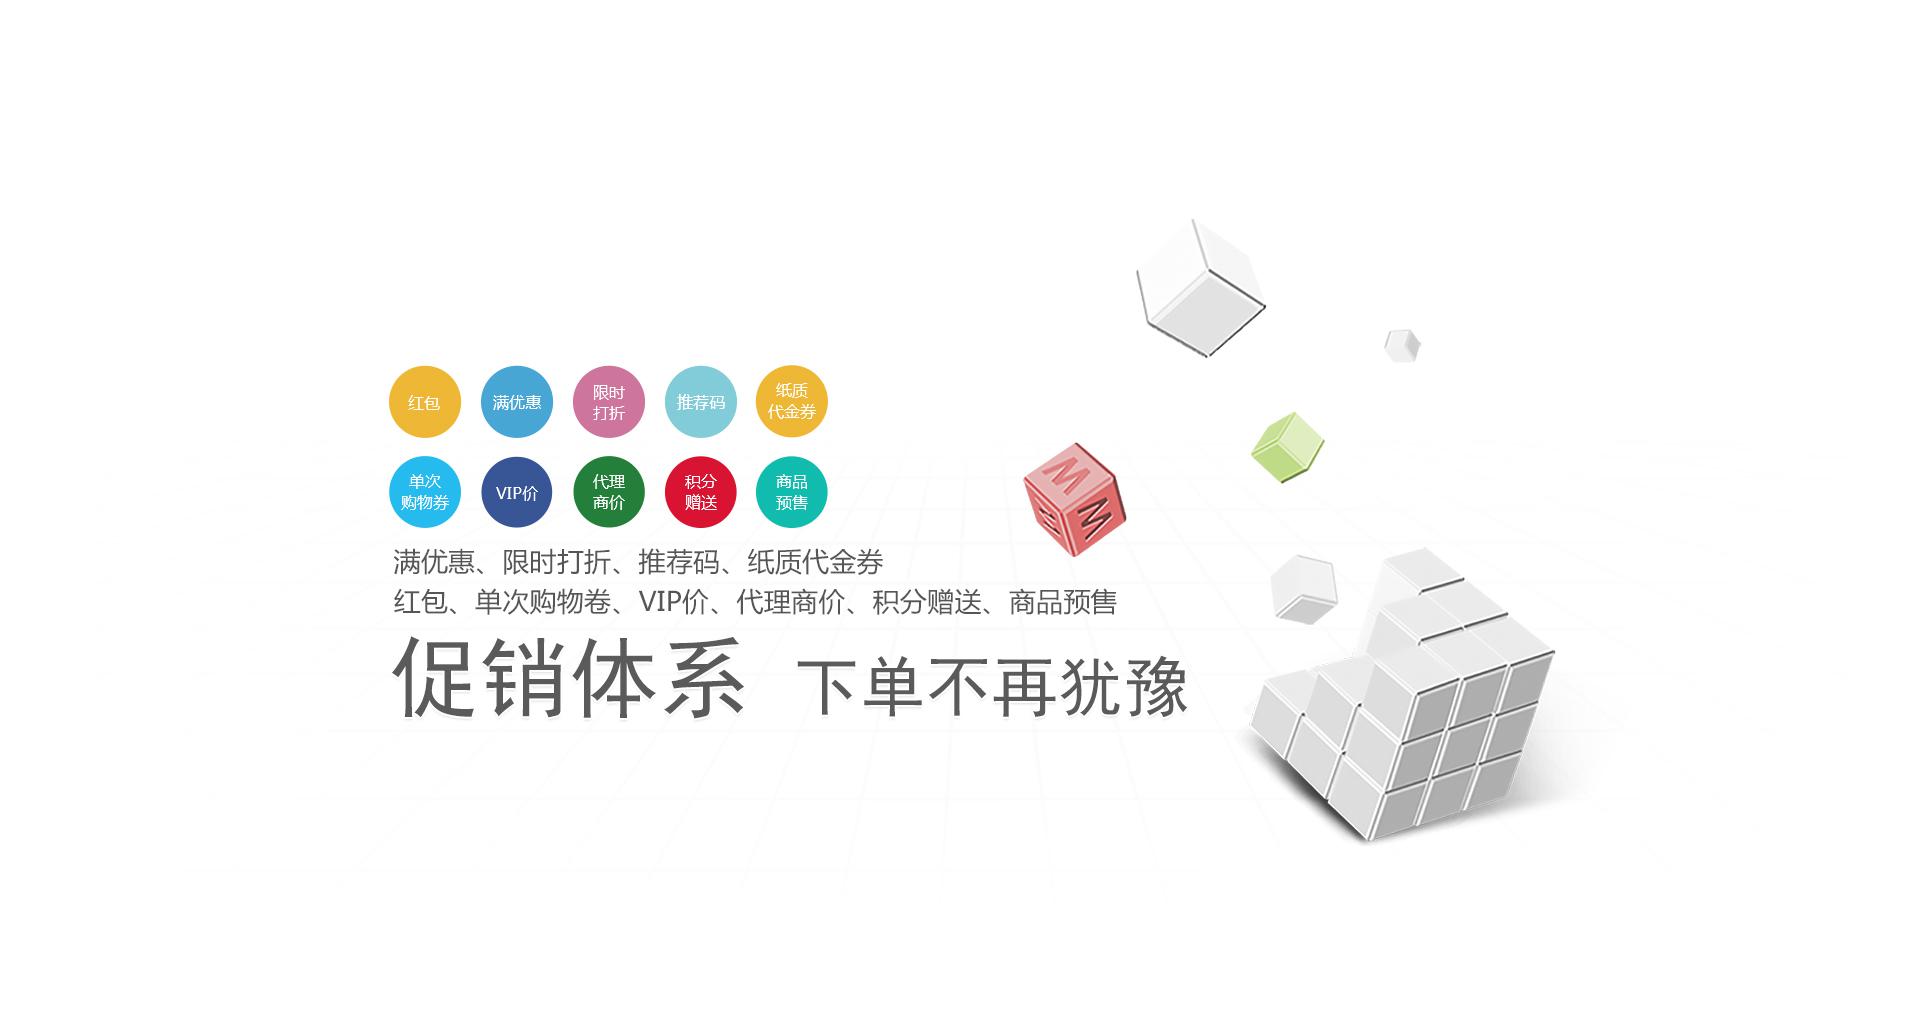 红包
满优惠
限时
打折
推荐码
纸质
代金券
单次
购物券
VIP价
代理
商价
积分
赠送
商品
预售
满优惠、限时打折、推荐码、纸质代金券
红包、单次购物卷、VIP价、代理商价、积分赠送、商品预售
促销体系 下单不再犹豫
M
M
M